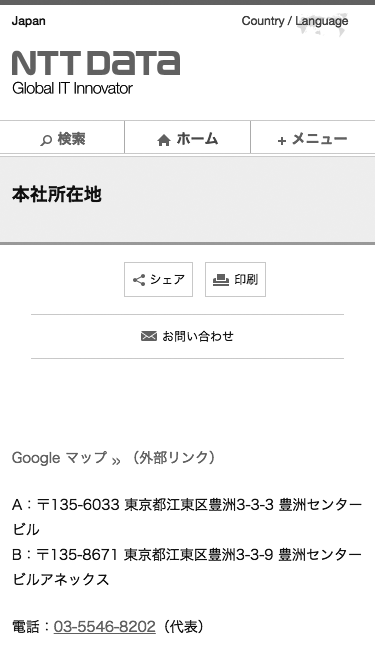 Japan
Country / Language
NTT DATA
Global IT Innovator
検索
ホーム
メニュー
本社所在地
シェア
印刷
お問い合わせ
Google マップ »（外部リンク）
A：〒135-6033 東京都江東区豊洲3-3-3 豊洲センター
ビル
B：〒135-8671 東京都江東区豊洲3-3-9 豊洲センター
ビルアネックス
電話：03-5546-8202（代表）